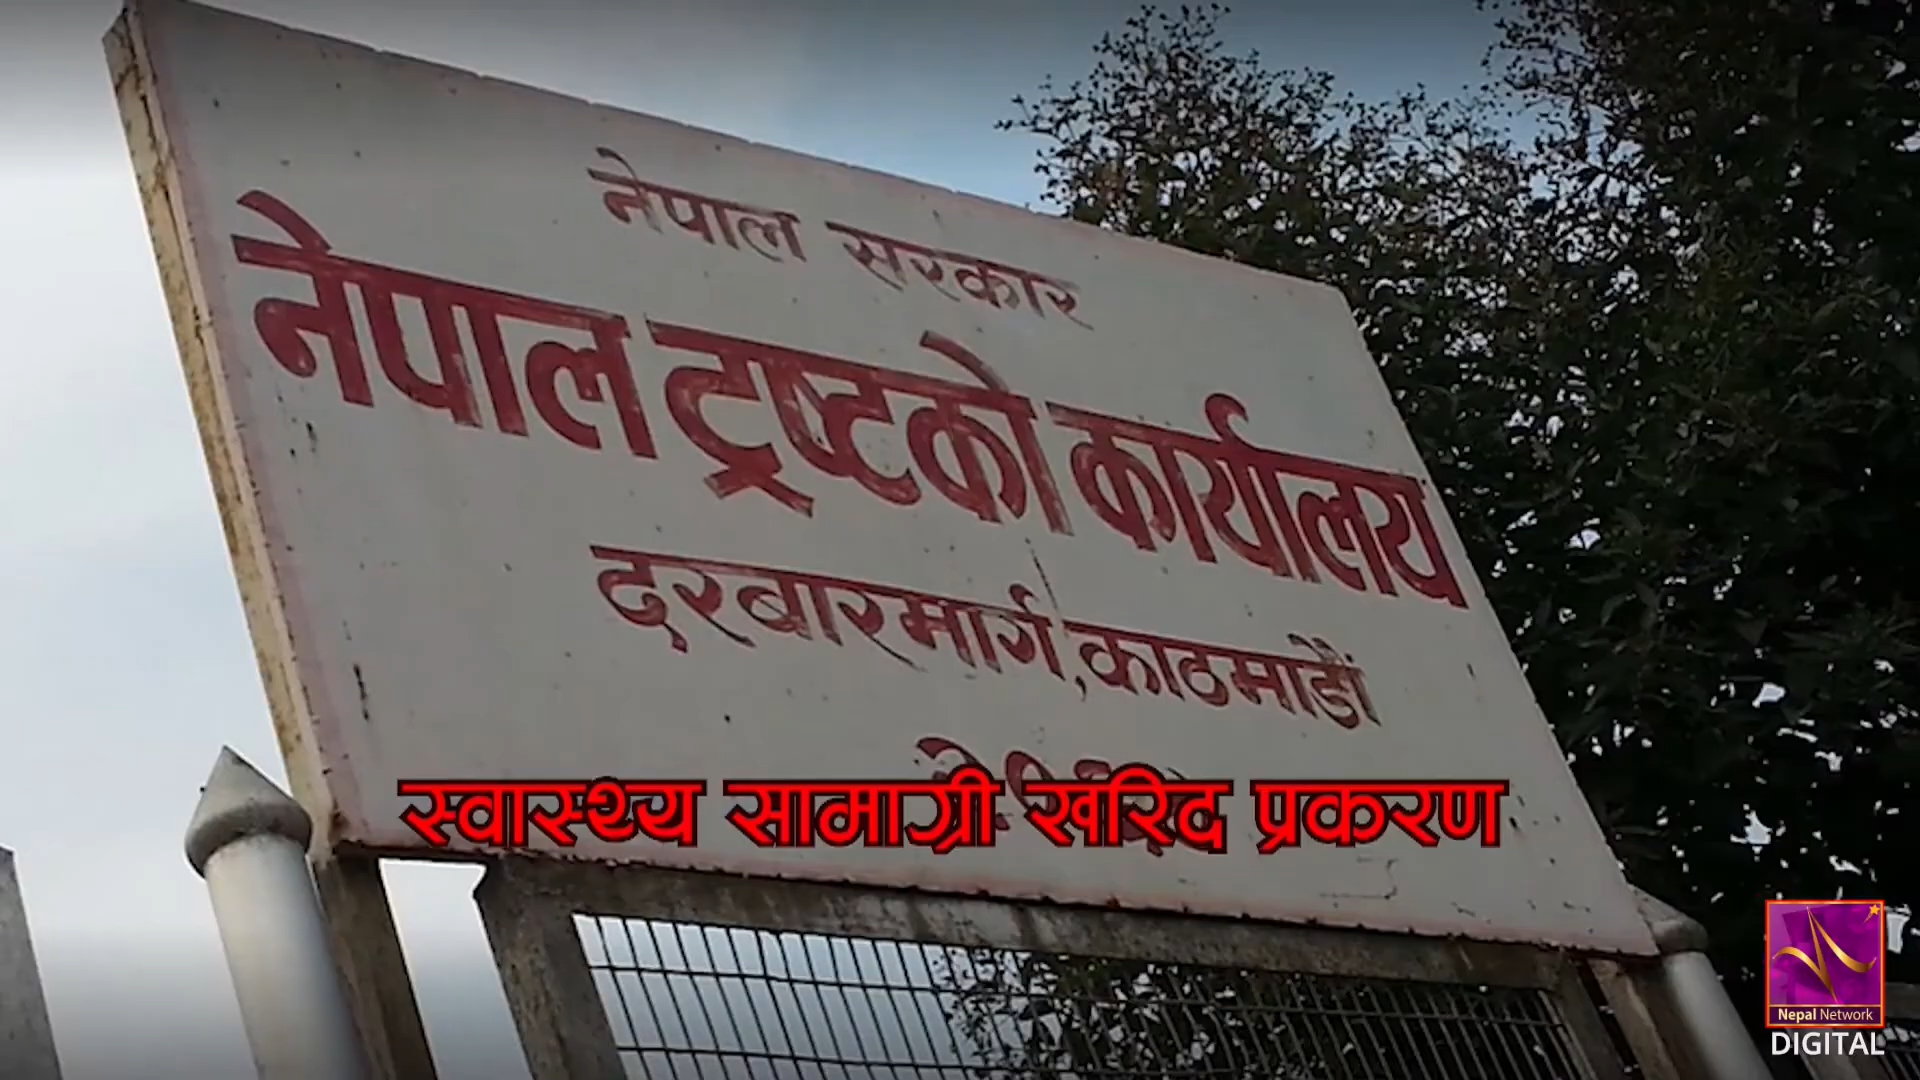 नेपाल सरकार
नेपाल ट्रष्टको कार्यालय
दरबारमार्ग,काठमाडौं
स्वास्थ्य सामाग्री खरिद प्रकरण
Nepal Network
DIGITAL